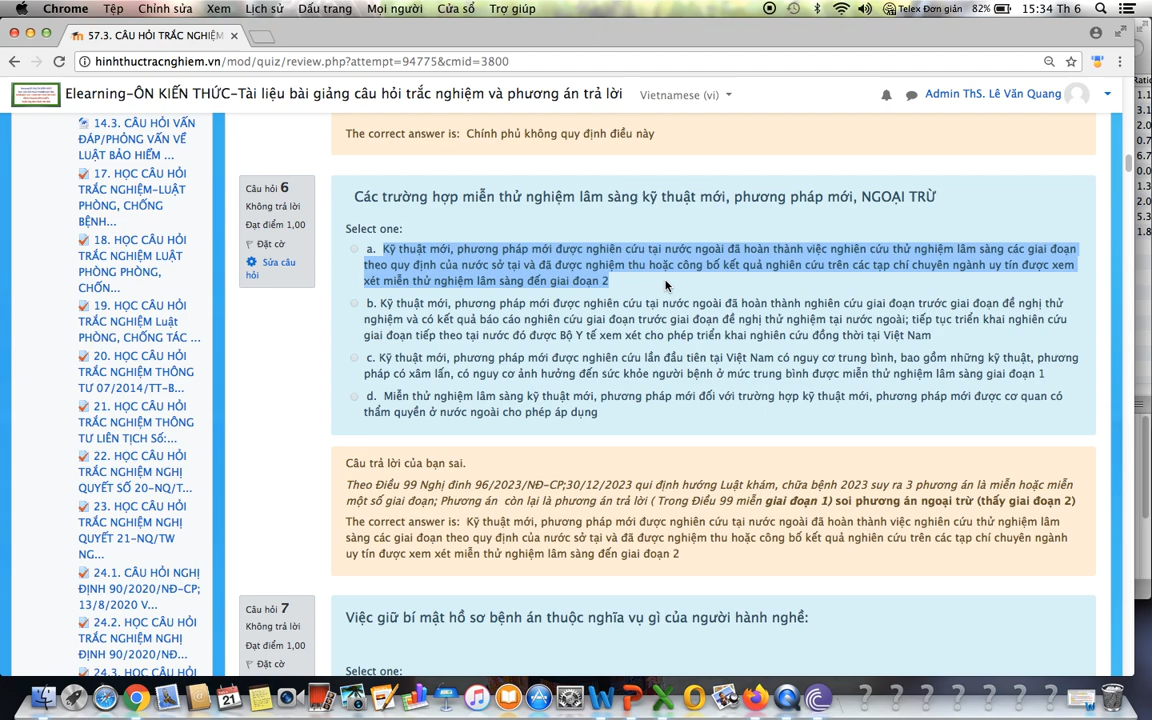 Chrome Tệp Chỉnh sửa Xem Lịch sử Dấu trang Mọi người Cửa sổ Trợ giúp Telex Đơn giản 82% 15:34 Th 6
57.3. CÂU HỎI TRẮC NGHIỆM
hinhthuctracnghiem.vn/mod/quiz/review.php?attempt=94775&cmid=3800
Elearning-ÔN KIẾN THỨC-Tài liệu bài giảng câu hỏi trắc nghiệm và phương án trả lời Vietnamese (vi) Admin ThS. Lê Văn Quang
14.3. CÂU HỎI VẤN
ĐÁP/PHỎNG VẤN VỀ
LUẬT BẢO HIỂM ...
17. HỌC CÂU HỎI
TRẮC NGHIỆM-LUẬT
PHÒNG, CHỐNG
BỆNH...
18. HỌC CÂU HỎI
TRẮC NGHIỆM LUẬT
PHÒNG PHÒNG,
CHỐN...
19. HỌC CÂU HỎI
TRẮC NGHIỆM Luật
PHÒNG, CHỐNG TÁC ...
20. HỌC CÂU HỎI
TRẮC NGHIỆM THÔNG
TƯ 07/2014/TT-B...
21. HỌC CÂU HỎI
TRẮC NGHIỆM THÔNG
TƯ LIÊN TỊCH SỐ:...
22. HỌC CÂU HỎI
TRẮC NGHIỆM NGHỊ
QUYẾT SỐ 20-NQ/T...
23. HỌC CÂU HỎI
TRẮC NGHIỆM NGHỊ
QUYẾT 21-NQ/TW
NG...
24.1. CÂU HỎI NGHỊ
ĐỊNH 90/2020/NĐ-CP;
13/8/2020 V...
24.2. HỌC CÂU HỎI
TRẮC NGHIỆM NGHỊ
ĐỊNH 90/2020/NĐ...
24.3. HỌC CÂU HỎI
The correct answer is: Chính phủ không quy định điều này
Câu hỏi 6
Không trả lời
Đạt điểm 1,00
Đặt cờ
Sửa câu
hỏi
Các trường hợp miễn thử nghiệm lâm sàng kỹ thuật mới, phương pháp mới, NGOẠI TRỪ
Select one:
a. Kỹ thuật mới, phương pháp mới được nghiên cứu tại nước ngoài đã hoàn thành việc nghiên cứu thử nghiệm lâm sàng các giai đoạn
theo quy định của nước sở tại và đã được nghiệm thu hoặc công bố kết quả nghiên cứu trên các tạp chí chuyên ngành uy tín được xem
xét miễn thử nghiệm lâm sàng đến giai đoạn 2
b. Kỹ thuật mới, phương pháp mới được nghiên cứu tại nước ngoài đã hoàn thành nghiên cứu giai đoạn trước giai đoạn đề nghị thử
nghiệm và có kết quả báo cáo nghiên cứu giai đoạn trước giai đoạn đề nghị thử nghiệm tại nước ngoài; tiếp tục triển khai nghiên cứu
giai đoạn tiếp theo tại nước đó được Bộ Y tế xem xét cho phép triển khai nghiên cứu đồng thời tại Việt Nam
c. Kỹ thuật mới, phương pháp mới được nghiên cứu lần đầu tiên tại Việt Nam có nguy cơ trung bình, bao gồm những kỹ thuật, phương
pháp có xâm lấn, có nguy cơ ảnh hưởng đến sức khỏe người bệnh ở mức trung bình được miễn thử nghiệm lâm sàng giai đoạn 1
d. Miễn thử nghiệm lâm sàng kỹ thuật mới, phương pháp mới đối với trường hợp kỹ thuật mới, phương pháp mới được cơ quan có
thẩm quyền ở nước ngoài cho phép áp dụng
Câu trả lời của bạn sai.
Theo Điều 99 Nghị đinh 96/2023/NĐ-CP;30/12/2023 qui định hướng Luật khám, chữa bệnh 2023 suy ra 3 phương án là miễn hoặc miễn
một số giai đoạn; Phương án còn lại là phương án trả lời ( Trong Điều 99 miễn giai đoạn 1) soi phương án ngoại trừ (thấy giai đoạn 2)
The correct answer is: Kỹ thuật mới, phương pháp mới được nghiên cứu tại nước ngoài đã hoàn thành việc nghiên cứu thử nghiệm lâm
sàng các giai đoạn theo quy định của nước sở tại và đã được nghiệm thu hoặc công bố kết quả nghiên cứu trên các tạp chí chuyên ngành
uy tín được xem xét miễn thử nghiệm lâm sàng đến giai đoạn 2
Câu hỏi 7
Không trả lời
Đạt điểm 1,00
Đặt cờ
Việc giữ bí mật hồ sơ bệnh án thuộc nghĩa vụ gì của người hành nghề:
Select one: